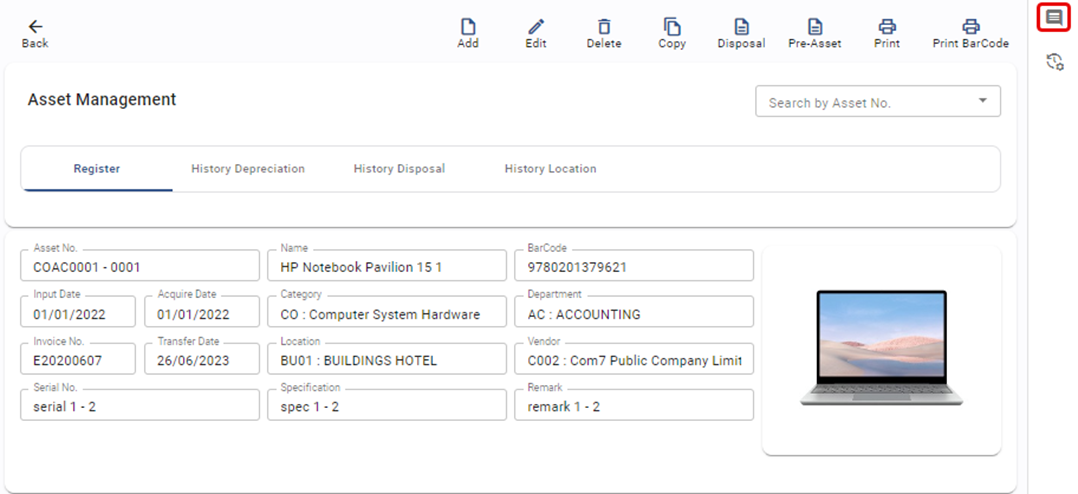 Back
Add Edit Delete Copy Disposal Pre-Asset Print Print BarCode
Asset Management
Search by Asset No.
Register History Depreciation History Disposal History Location
Asset No. Name BarCode
COAC0001 - 0001 HP Notebook Pavilion 15 1 9780201379621
Input Date Acquire Date Category Department
01/01/2022 01/01/2022 CO : Computer System Hardware AC : ACCOUNTING
Invoice No. Transfer Date Location Vendor
E20200607 26/06/2023 BU01 : BUILDINGS HOTEL C002 : Com7 Public Company Limit
Serial No. Specification Remark
serial 1 - 2 spec 1 - 2 remark 1 - 2